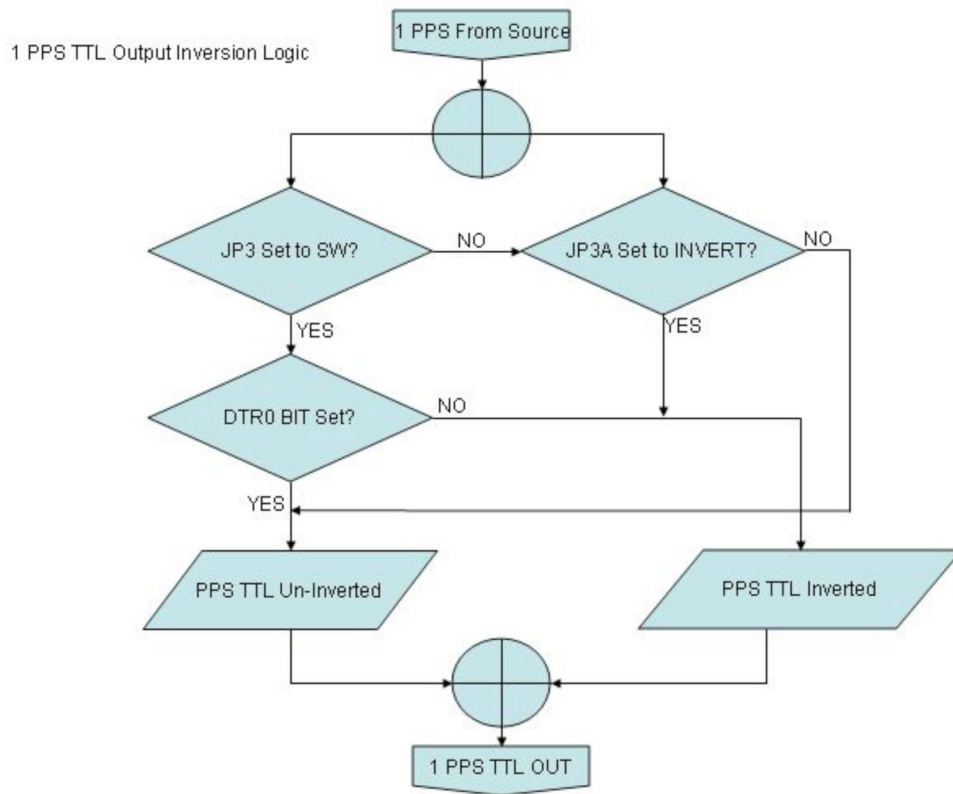 1 PPS From Source
1 PPS TTL Output Inversion Logic
JP3 Set to SW?
NO
JP3A Set to INVERT?
NO
YES
YES
DTR0 BIT Set?
NO
YES
PPS TTL Un-Inverted
PPS TTL Inverted
1 PPS TTL OUT